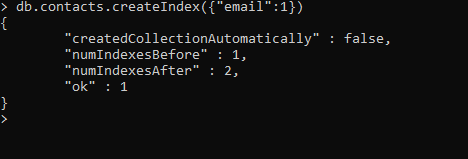 > db.contacts.createIndex({"email":1})
{
        "createdCollectionAutomatically" : false,
        "numIndexesBefore" : 1,
        "numIndexesAfter" : 2,
        "ok" : 1
}
>